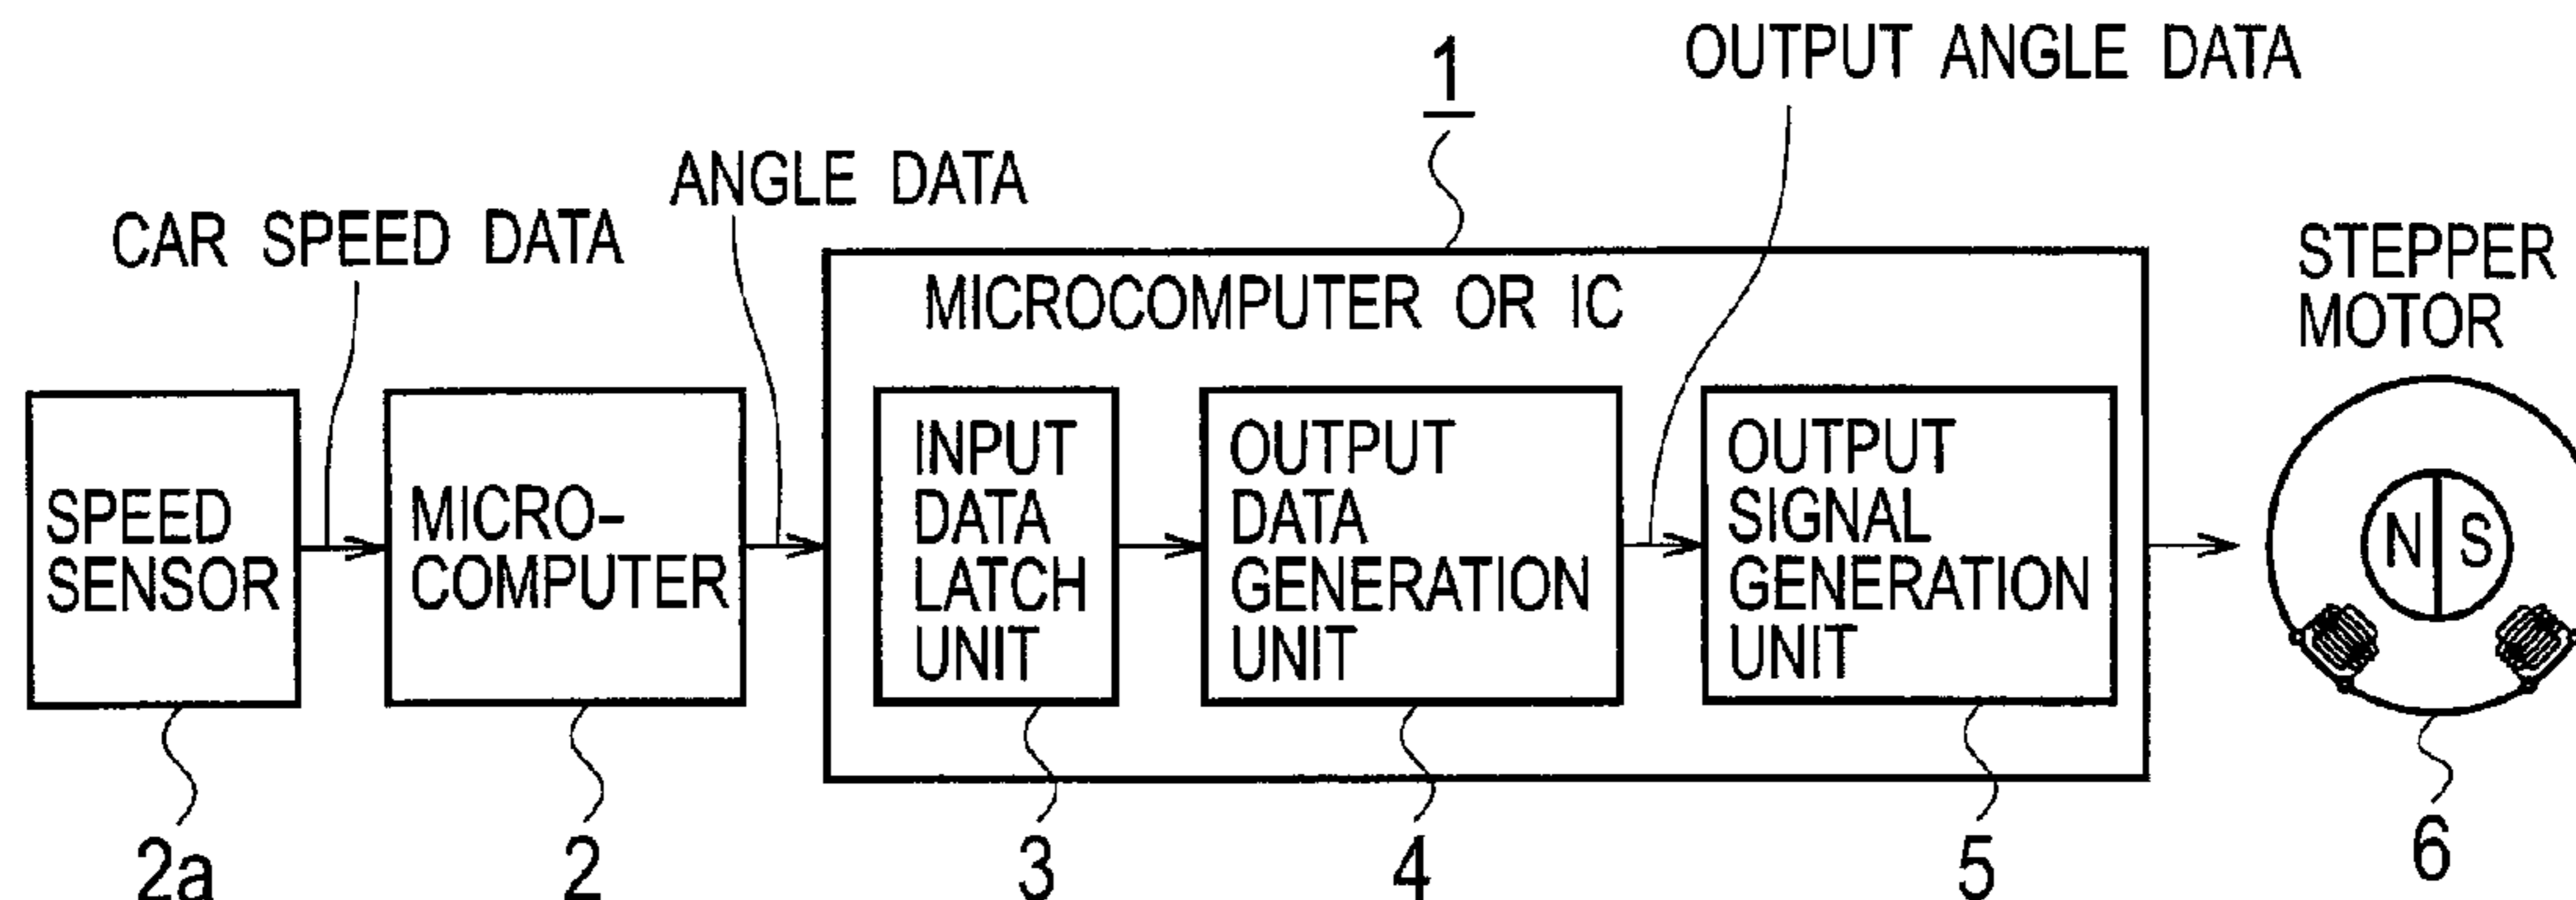 1
OUTPUT ANGLE DATA
ANGLE DATA
CAR SPEED DATA
MICROCOMPUTER OR IC
STEPPER
MOTOR
SPEED
SENSOR
MICRO-
COMPUTER
INPUT
DATA
LATCH
UNIT
OUTPUT
DATA
GENERATION
UNIT
OUTPUT
SIGNAL
GENERATION
UNIT
N S
2a
2
3
4
5
6